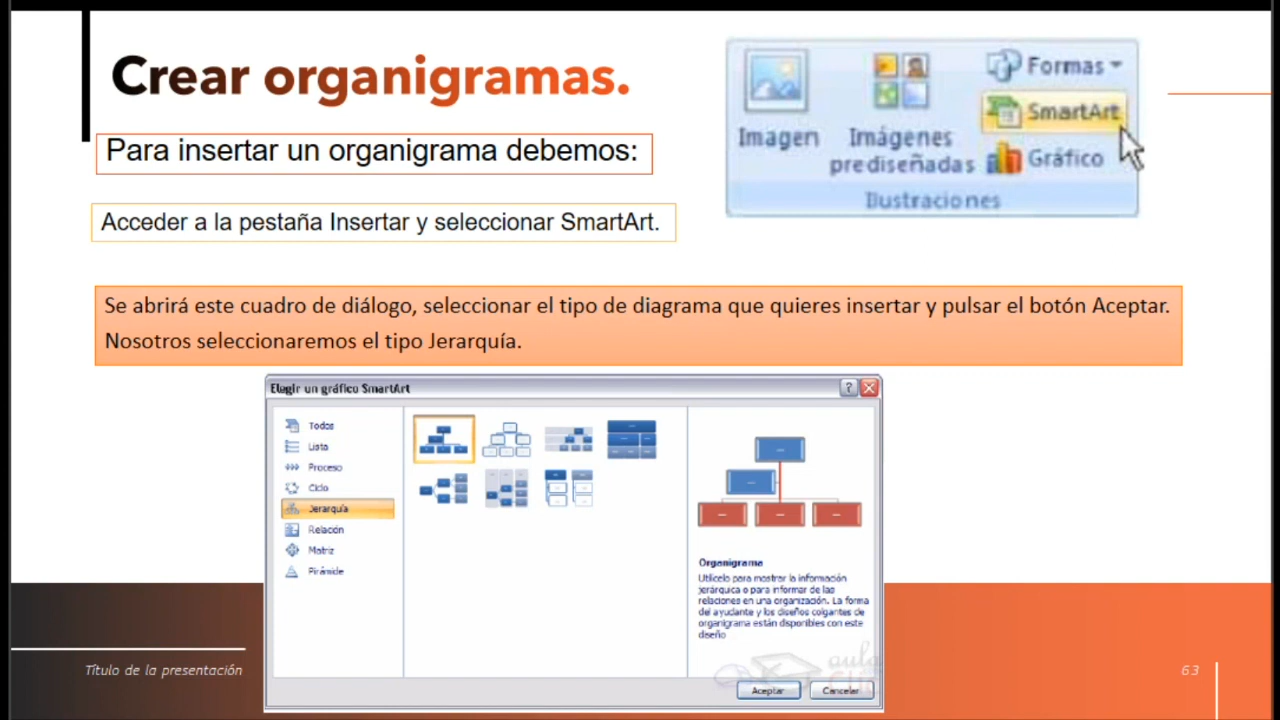 Crear organigramas.
Para insertar un organigrama debemos:
Acceder a la pestaña Insertar y seleccionar SmartArt.
Imagen
Imágenes
prediseñadas
Formas
SmartArt
Gráfico
Ilustraciones
Se abrirá este cuadro de diálogo, seleccionar el tipo de diagrama que quieres insertar y pulsar el botón Aceptar.
Nosotros seleccionaremos el tipo Jerarquía.
Elegir un gráfico SmartArt
Todos
Lista
Proceso
Ciclo
Jerarquía
Relación
Matriz
Pirámide
Organigrama
Utilícelo para mostrar la información
jerárquica o para informar de las
relaciones en una organización. La forma
del ayudante y los diseños colgantes de
organigrama están disponibles con este
diseño
aula
Aceptar
Cancelar
Título de la presentación
63